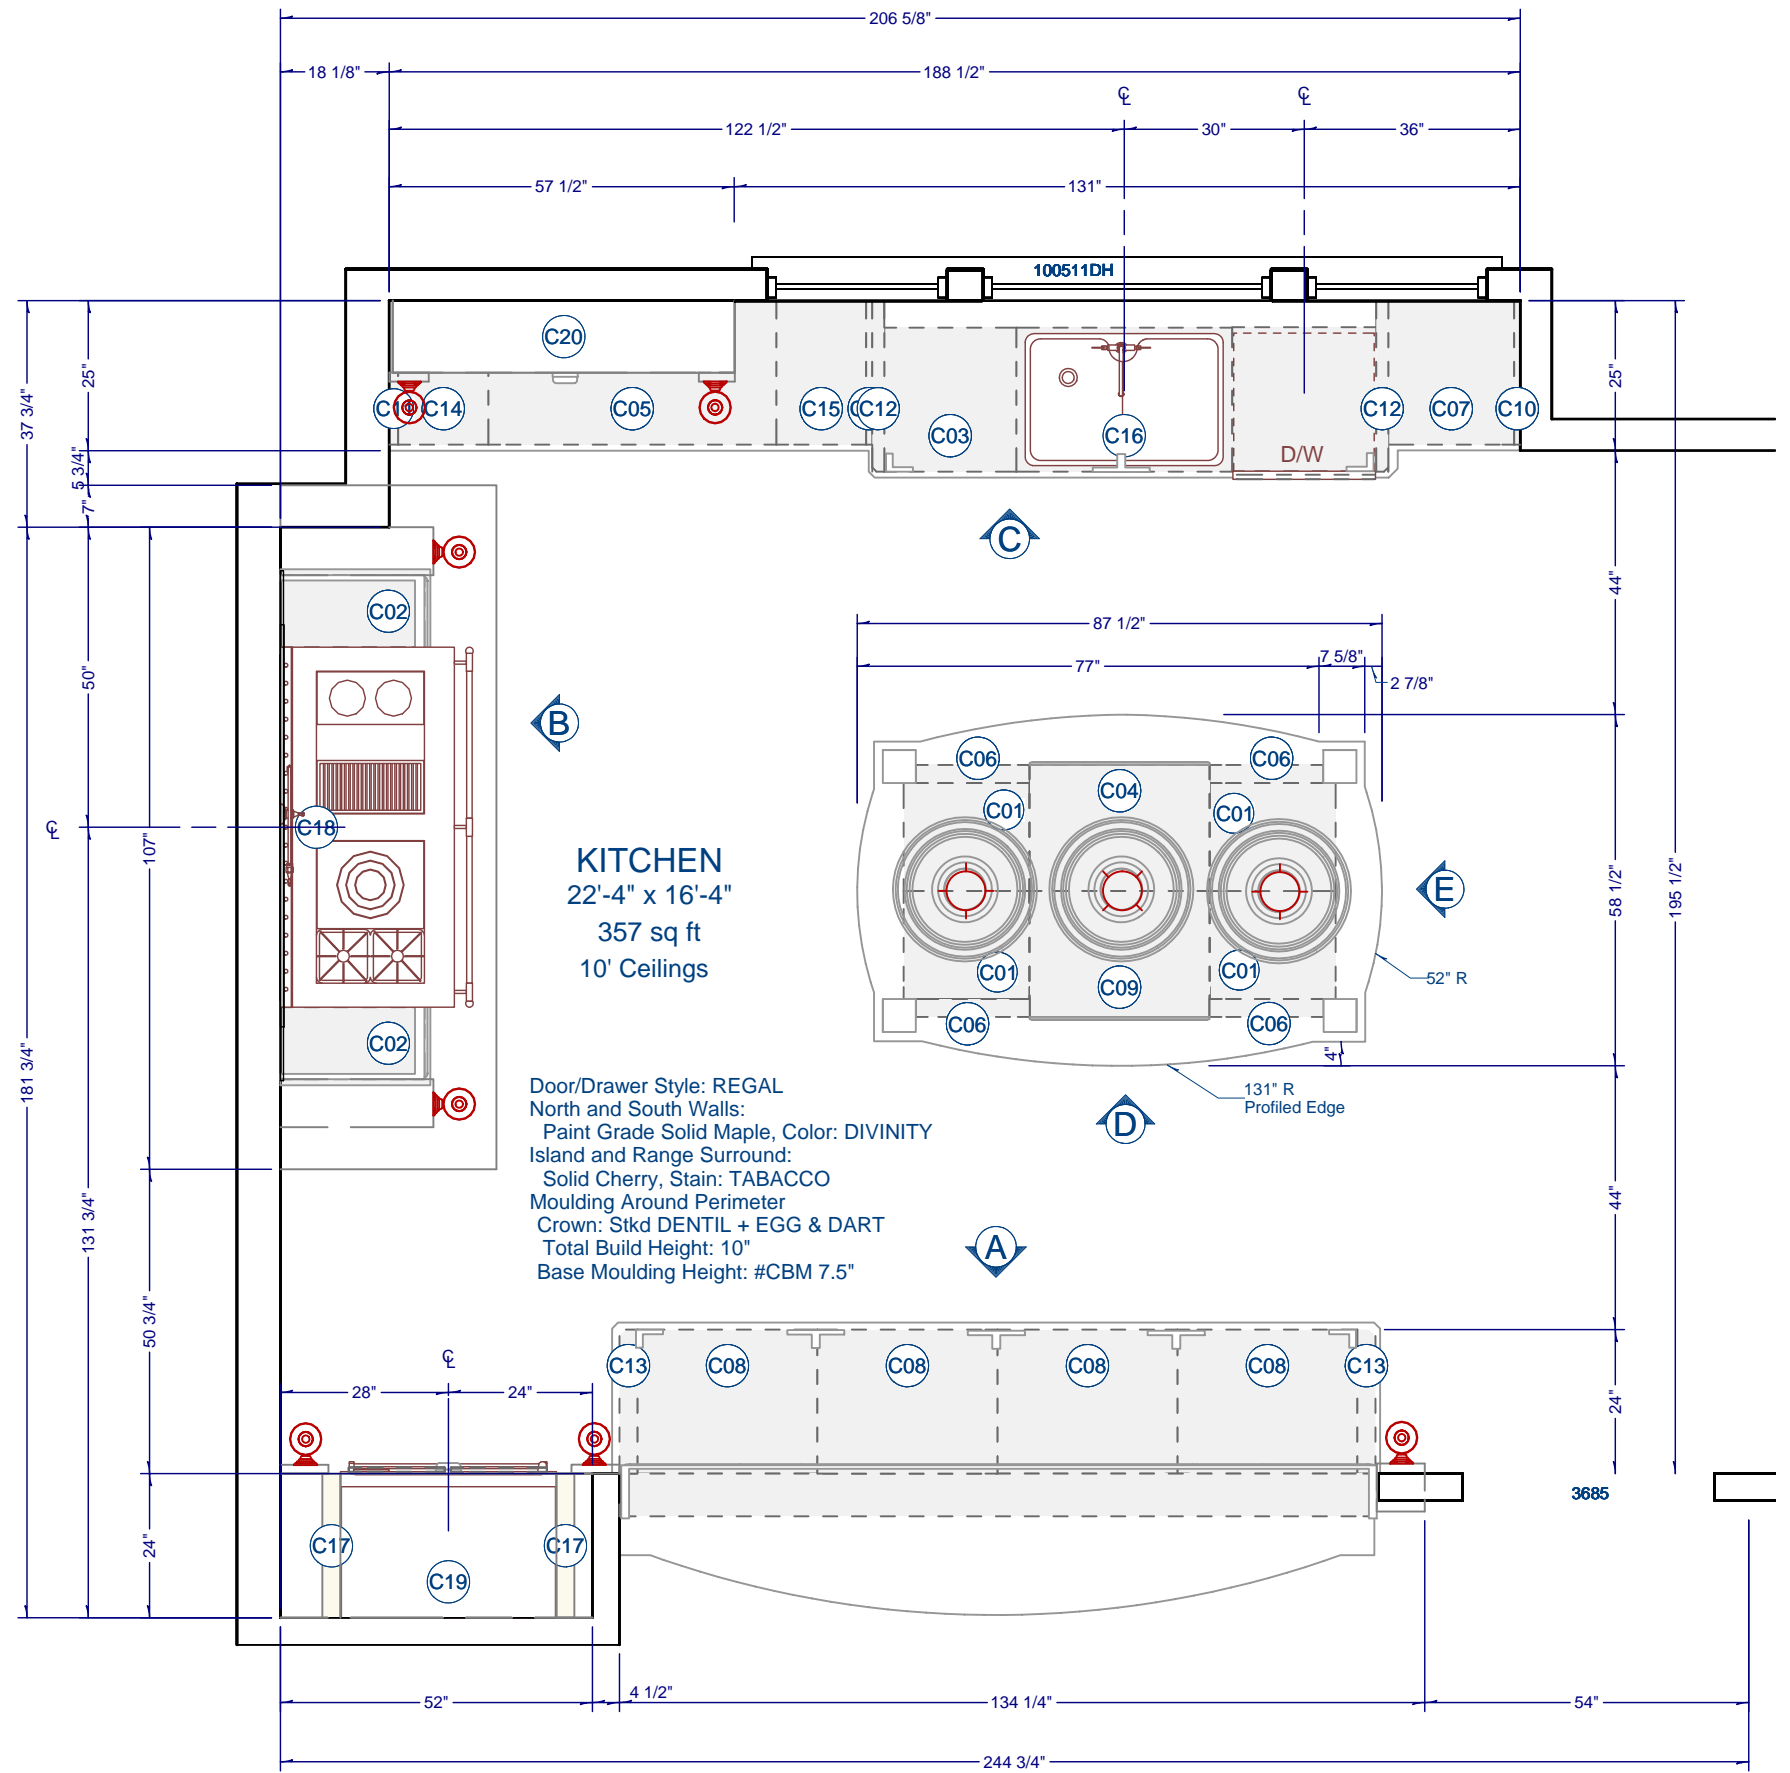 206 5/8"
18 1/8"
188 1/2"
℄
℄
122 1/2"
30"
36"
57 1/2"
131"
100511DH
C20
C14
C05
C15
C12
C03
C16
D/W
C12
C07
C10
37 3/4"
25"
5 3/4"
7"
25"
44"
C
C02
50"
107"
℄
B
C18
C02
181 3/4"
131 3/4"
50 3/4"
24"
87 1/2"
77"
7 5/8"
2 7/8"
C06
C06
C04
C01
C01
C01
C01
C09
C06
C06
E
58 1/2"
195 1/2"
52" R
4"
131" R
Profiled Edge
D
KITCHEN
22'-4" x 16'-4"
357 sq ft
10' Ceilings
Door/Drawer Style: REGAL
North and South Walls:
Paint Grade Solid Maple, Color: DIVINITY
Island and Range Surround:
Solid Cherry, Stain: TABACCO
Moulding Around Perimeter
Crown: Stkd DENTIL + EGG & DART
Total Build Height: 10"
Base Moulding Height: #CBM 7.5"
A
44"
24"
℄
28"
24"
C13
C08
C08
C08
C08
C13
3685
C17
C17
C19
52"
4 1/2"
134 1/4"
54"
244 3/4"